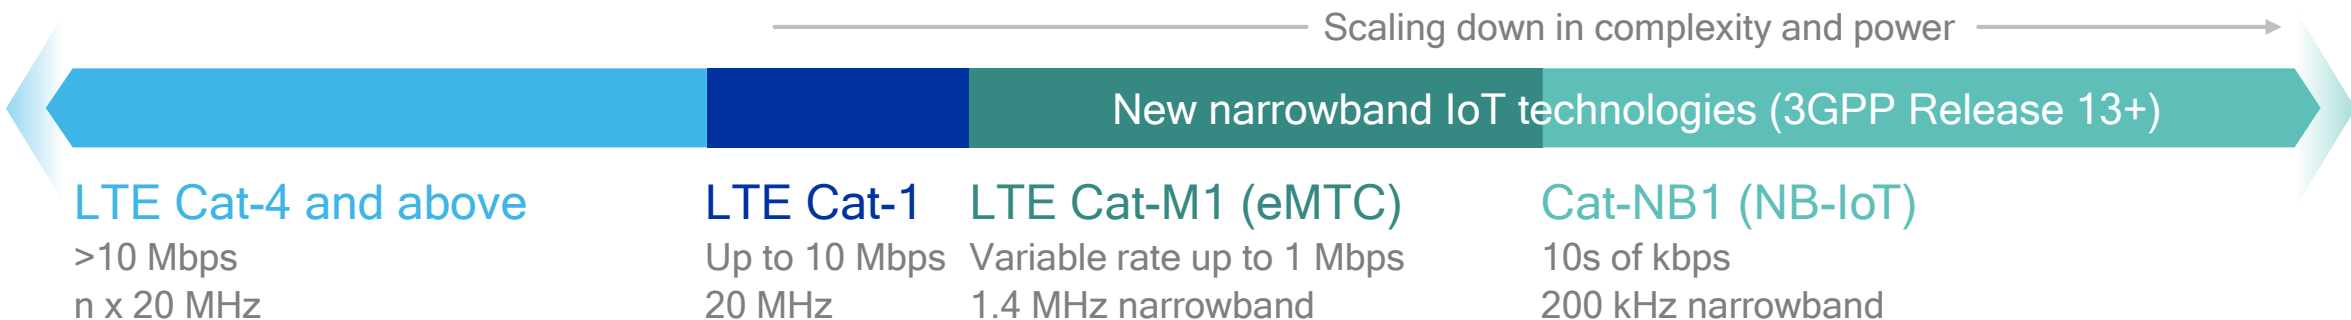 Scaling down in complexity and power
New narrowband IoT technologies (3GPP Release 13+)
LTE Cat-4 and above
>10 Mbps
n x 20 MHz
LTE Cat-1
Up to 10 Mbps
20 MHz
LTE Cat-M1 (eMTC)
Variable rate up to 1 Mbps
1.4 MHz narrowband
Cat-NB1 (NB-IoT)
10s of kbps
200 kHz narrowband